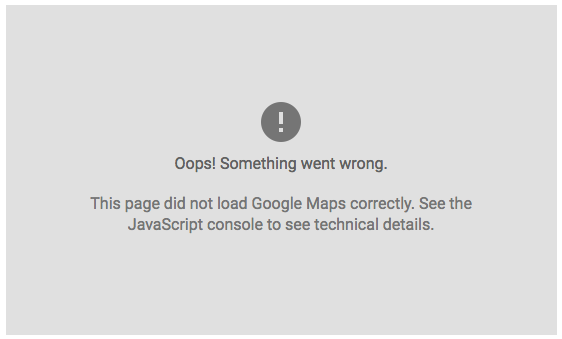 Oops! Something went wrong.
This page did not load Google Maps correctly. See the
JavaScript console to see technical details.